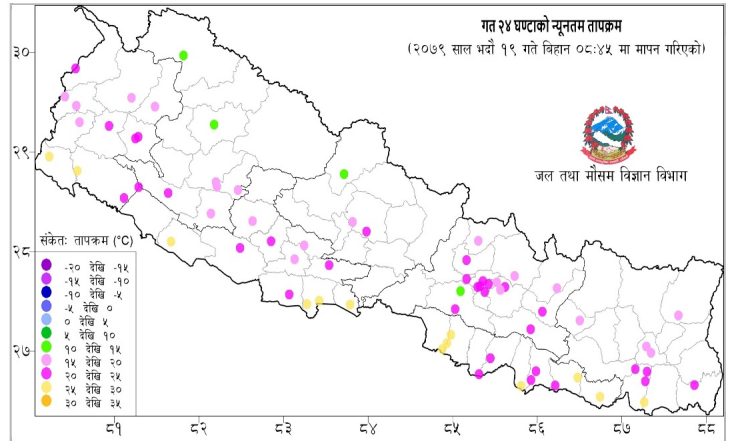 गत २४ घण्टाको न्यूनतम तापक्रम
(२०७९ साल भदौ १९ गते बिहान ०८:४५ मा मापन गरिएको)
जल तथा मौसम विज्ञान विभाग
३०
२९
२८
२७
संकेतः तापक्रम (°C)
-२० देखि -१५
-१५ देखि -१०
-१० देखि -५
-५ देखि ०
० देखि ५
५ देखि १०
१० देखि १५
१५ देखि २०
२० देखि २५
२५ देखि ३०
३० देखि ३५
८१ ८२ ८३ ८४ ८५ ८६ ८७ ८८